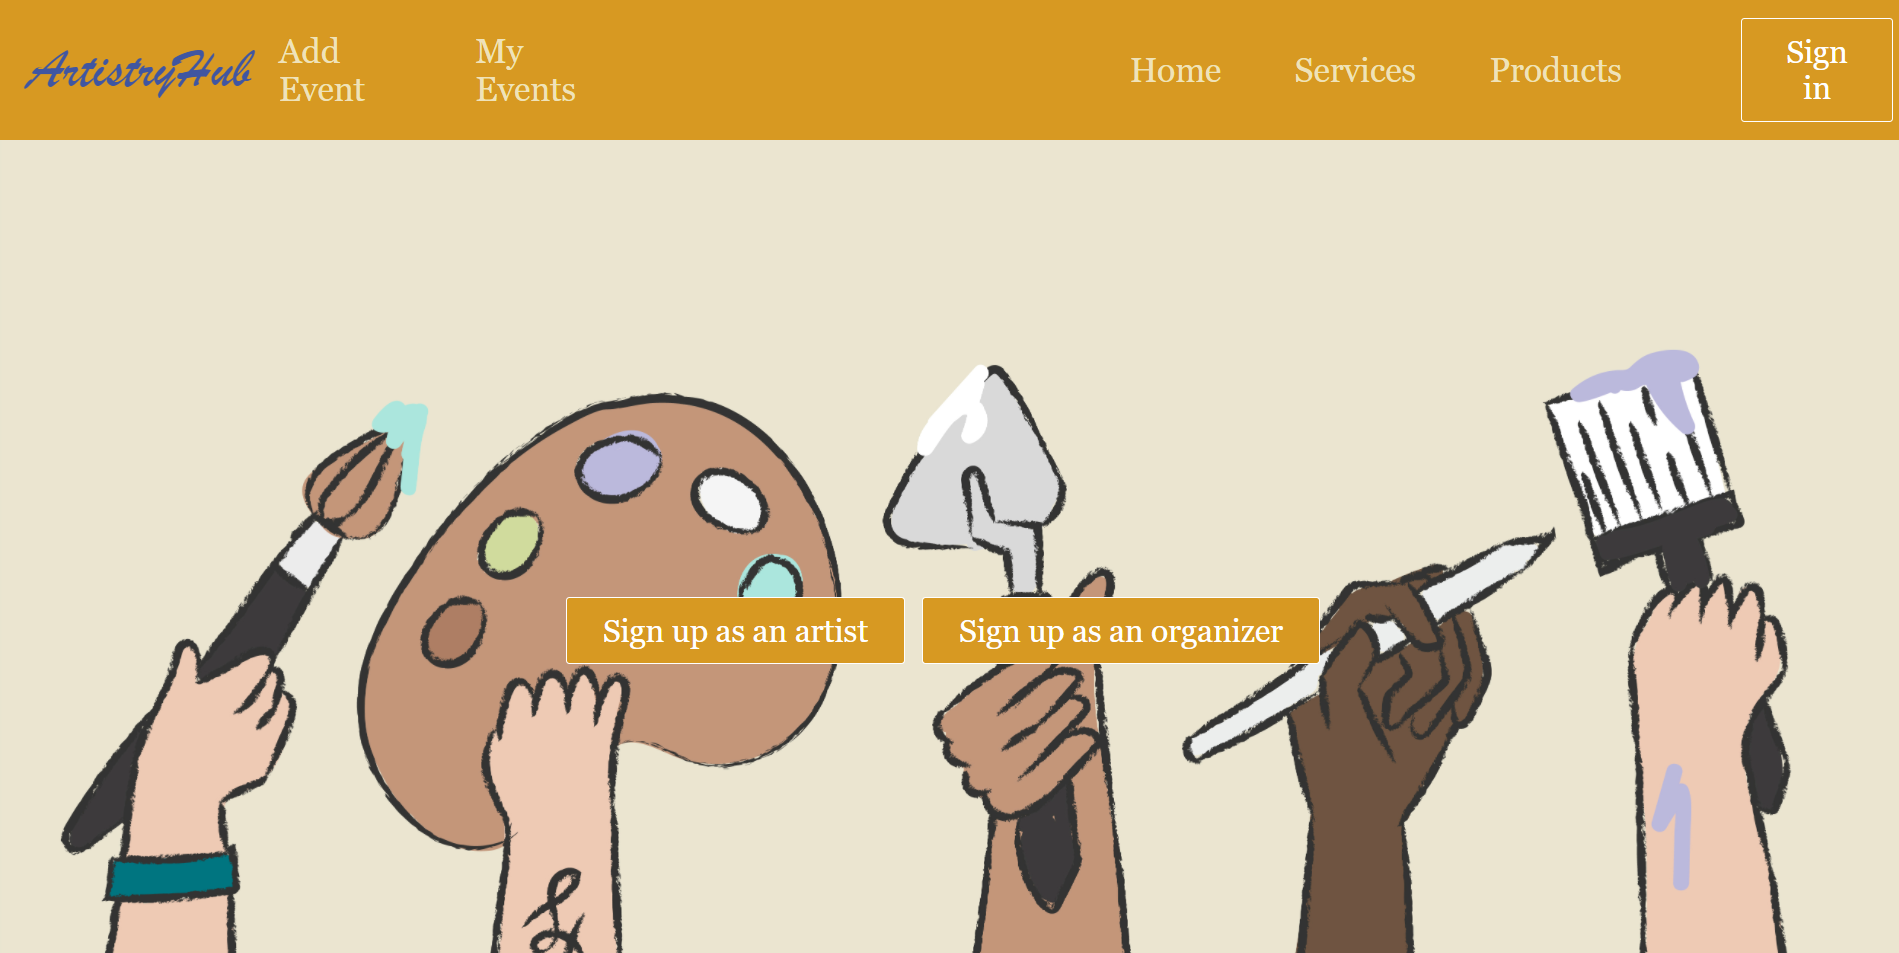 ArtistryHub
Add
Event
My
Events
Home
Services
Products
Sign
in
Sign up as an artist
Sign up as an organizer